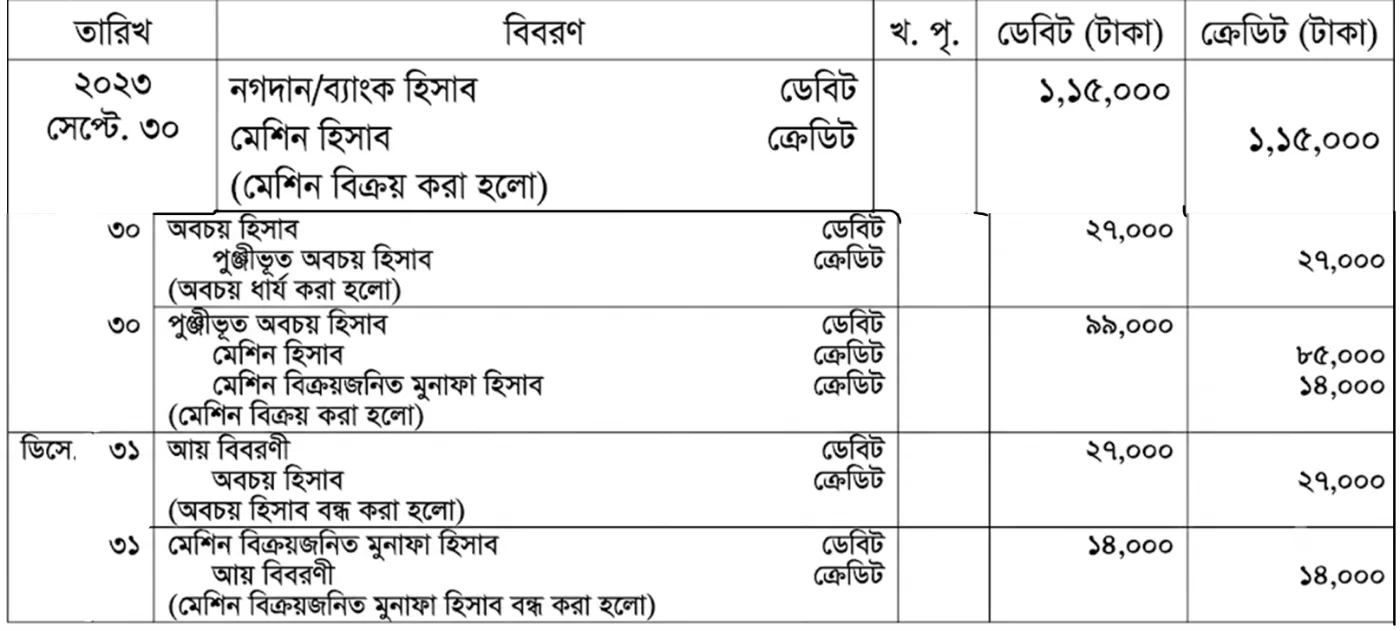 তারিখ বিবরণ খ. পৃ. ডেবিট (টাকা) ক্রেডিট (টাকা)
২০২৩ নগদান/ব্যাংক হিসাব ডেবিট ১,১৫,০০০
সেপ্টে. ৩০ মেশিন হিসাব ক্রেডিট ১,১৫,০০০
(মেশিন বিক্রয় করা হলো)
৩০ অবচয় হিসাব ডেবিট ২৭,০০০
পুঞ্জীভূত অবচয় হিসাব ক্রেডিট ২৭,০০০
(অবচয় ধার্য করা হলো)
৩০ পুঞ্জীভূত অবচয় হিসাব ডেবিট ৯৯,০০০
মেশিন হিসাব ক্রেডিট ৮৫,০০০
মেশিন বিক্রয়জনিত মুনাফা হিসাব ক্রেডিট ১৪,০০০
(মেশিন বিক্রয় করা হলো)
ডিসে. ৩১ আয় বিবরণী ডেবিট ২৭,০০০
অবচয় হিসাব ক্রেডিট ২৭,০০০
(অবচয় হিসাব বন্ধ করা হলো)
৩১ মেশিন বিক্রয়জনিত মুনাফা হিসাব ডেবিট ১৪,০০০
আয় বিবরণী ক্রেডিট ১৪,০০০
(মেশিন বিক্রয়জনিত মুনাফা হিসাব বন্ধ করা হলো)